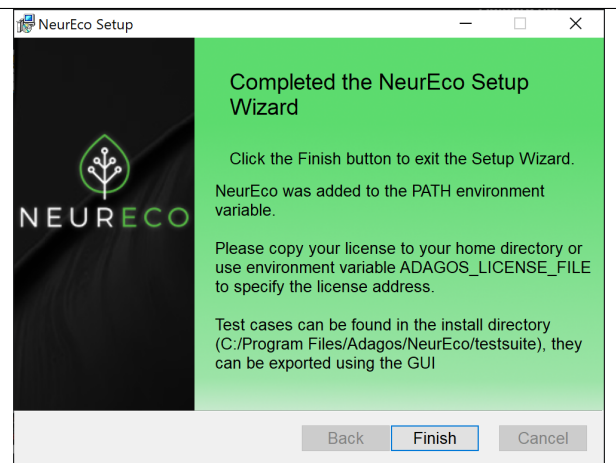 NeurEco Setup
Completed the NeurEco Setup
Wizard
Click the Finish button to exit the Setup Wizard.
NeurEco was added to the PATH environment
variable.
Please copy your license to your home directory or
use environment variable ADAGOS_LICENSE_FILE
to specify the license address.
Test cases can be found in the install directory
(C:/Program Files/Adagos/NeurEco/testsuite), they
can be exported using the GUI
NEURECO
Back Finish Cancel